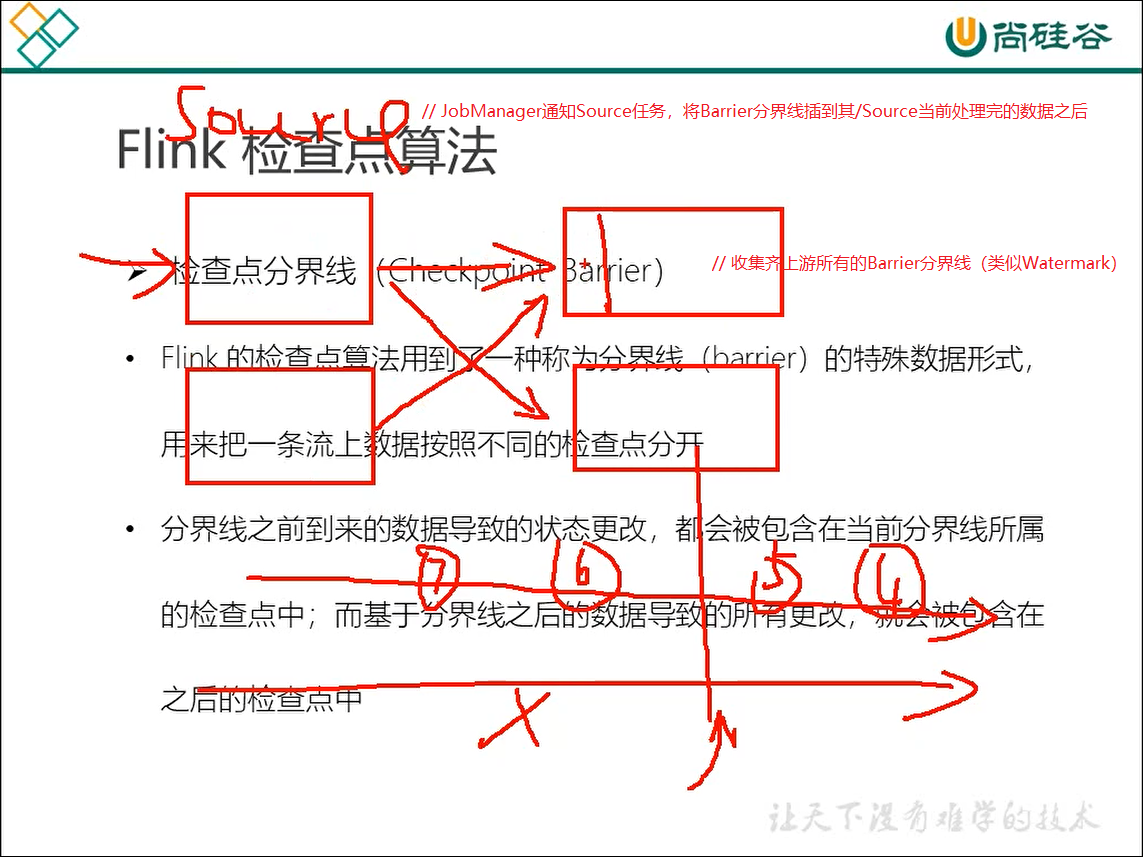 尚硅谷
Source
// JobManager通知Source任务，将Barrier分界线插到其/Source当前处理完的数据之后
Flink 检查点算法
➢ 检查点分界线（Checkpoint Barrier）
// 收集齐上游所有的Barrier分界线（类似Watermark）
• Flink 的检查点算法用到了一种称为分界线（barrier）的特殊数据形式，
用来把一条流上数据按照不同的检查点分开
• 分界线之前到来的数据导致的状态更改，都会被包含在当前分界线所属
7 6 5 4
的检查点中；而基于分界线之后的数据导致的所有更改，就会被包含在
之后的检查点中
让天下没有难学的技术